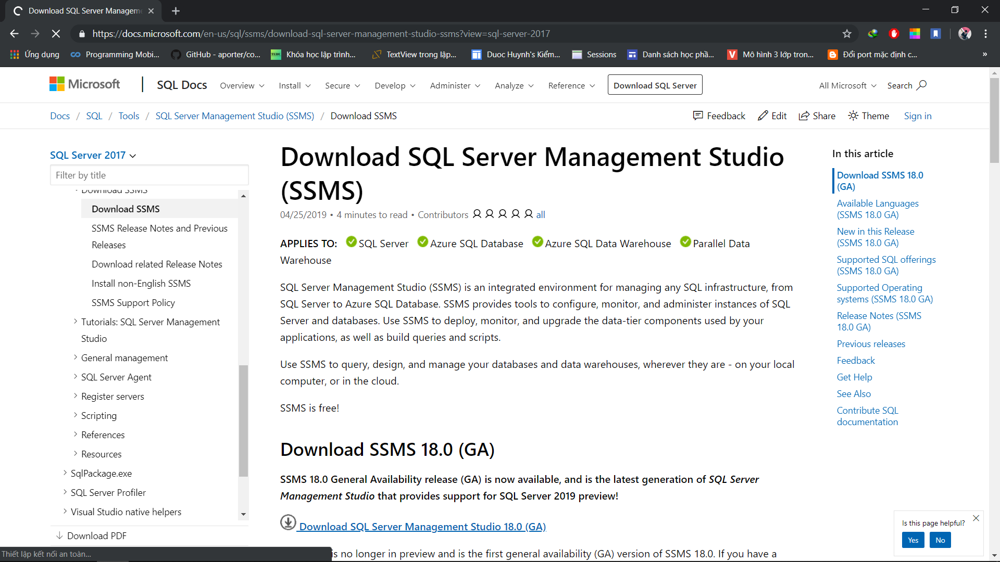 Download SQL Server Managem
https://docs.microsoft.com/en-us/sql/ssms/download-sql-server-management-studio-ssms?view=sql-server-2017
Ứng dụng
Programming Mobi...
GitHub - aporter/co...
Khóa học lập trình...
TextView trong lập...
Duoc Huynh's Kiểm...
Sessions
Danh sách học phầ...
Mô hình 3 lớp tron...
Đổi port mặc định c...
»
Microsoft
SQL Docs
Overview
Install
Secure
Develop
Administer
Analyze
Reference
Download SQL Server
All Microsoft
Search
Docs / SQL / Tools / SQL Server Management Studio (SSMS) / Download SSMS
Feedback
Edit
Share
Theme
Sign in
SQL Server 2017
Filter by title
Download SSMS
Download SSMS
SSMS Release Notes and Previous
Releases
Download related Release Notes
Install non-English SSMS
SSMS Support Policy
Tutorials: SQL Server Management
Studio
General management
SQL Server Agent
Register servers
Scripting
References
Resources
SqlPackage.exe
SQL Server Profiler
Visual Studio native helpers
Download PDF
Thiết lập kết nối an toàn...
Download SQL Server Management Studio
(SSMS)
04/25/2019 • 4 minutes to read • Contributors all
APPLIES TO: SQL Server Azure SQL Database Azure SQL Data Warehouse Parallel Data
Warehouse
SQL Server Management Studio (SSMS) is an integrated environment for managing any SQL infrastructure, from
SQL Server to Azure SQL Database. SSMS provides tools to configure, monitor, and administer instances of SQL
Server and databases. Use SSMS to deploy, monitor, and upgrade the data-tier components used by your
applications, as well as build queries and scripts.
Use SSMS to query, design, and manage your databases and data warehouses, wherever they are - on your local
computer, or in the cloud.
SSMS is free!
Download SSMS 18.0 (GA)
SSMS 18.0 General Availability release (GA) is now available, and is the latest generation of SQL Server
Management Studio that provides support for SQL Server 2019 preview!
Download SQL Server Management Studio 18.0 (GA)
is no longer in preview and is the first general availability (GA) version of SSMS 18.0. If you have a
In this article
Download SSMS 18.0
(GA)
Available Languages
(SSMS 18.0 GA)
New in this Release
(SSMS 18.0 GA)
Supported SQL offerings
(SSMS 18.0 GA)
Supported Operating
systems (SSMS 18.0 GA)
Release Notes (SSMS
18.0 GA)
Previous releases
Feedback
Get Help
See Also
Contribute SQL
documentation
Is this page helpful?
Yes
No